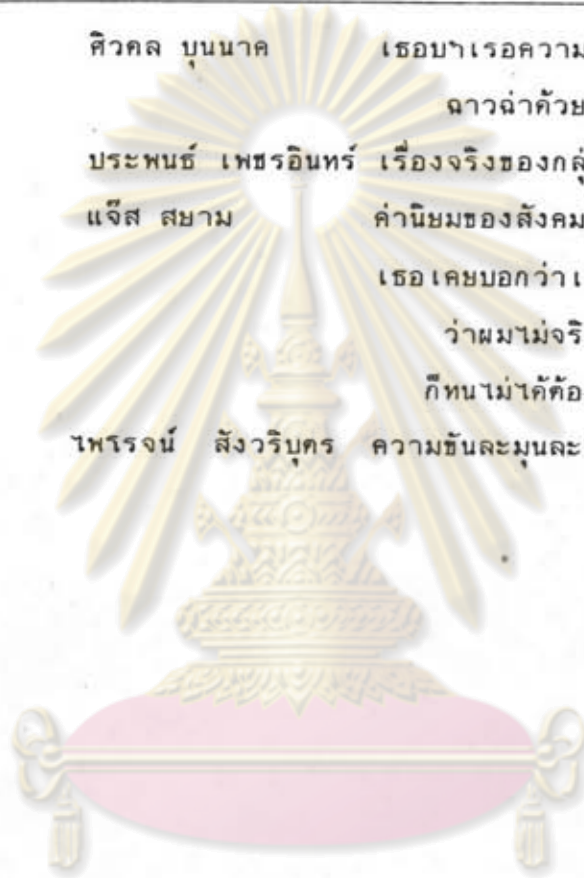 ศิวดล บุนนาค เธอบำเรอความ
ฉาวฉ่าด้วย
ประพนธ์ เพชรอินทร์ เรื่องจริงของกลุ่
แจ๊ส สยาม ค่านิยมของสังคม
เธอเคยบอกว่าเ
ว่าผมไม่จริ
ก็ทนไม่ได้ต้อ
ไพโรจน์ สังวริบุตร ความขันละมุนละ